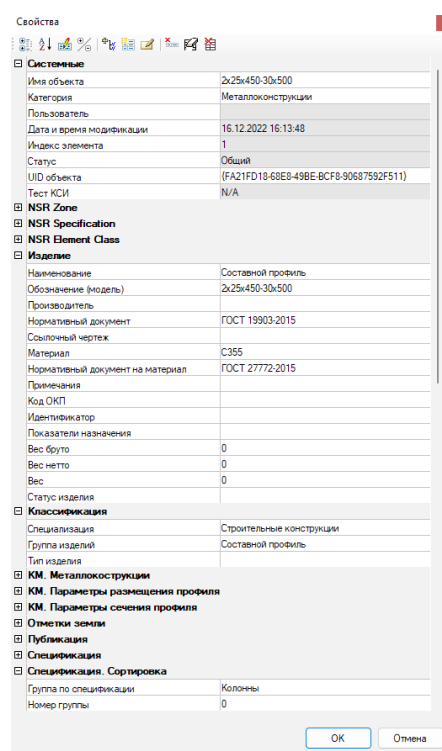 Свойства
Системные
Имя объекта 2x25x450-30x500
Категория Металлоконструкции
Пользователь
Дата и время модификации 16.12.2022 16:13:48
Индекс элемента 1
Статус Общий
UID объекта {FA21FD18-68E8-49BE-BCF8-90687592F511}
Тест КСИ N/A
NSR Zone
NSR Specification
NSR Element Class
Изделие
Наименование Составной профиль
Обозначение (модель) 2x25x450-30x500
Производитель
Нормативный документ ГОСТ 19903-2015
Ссылочный чертеж
Материал С355
Нормативный документ на материал ГОСТ 27772-2015
Примечания
Код ОКП
Идентификатор
Показатели назначения
Вес бруто 0
Вес нетто 0
Вес 0
Статус изделия
Классификация
Специализация Строительные конструкции
Группа изделий Составной профиль
Тип изделия
КМ. Металлокострукции
КМ. Параметры размещения профиля
КМ. Параметры сечения профиля
Отметки земли
Публикация
Спецификация
Спецификация. Сортировка
Группа по спецификации Колонны
Номер группы 0
OK Отмена